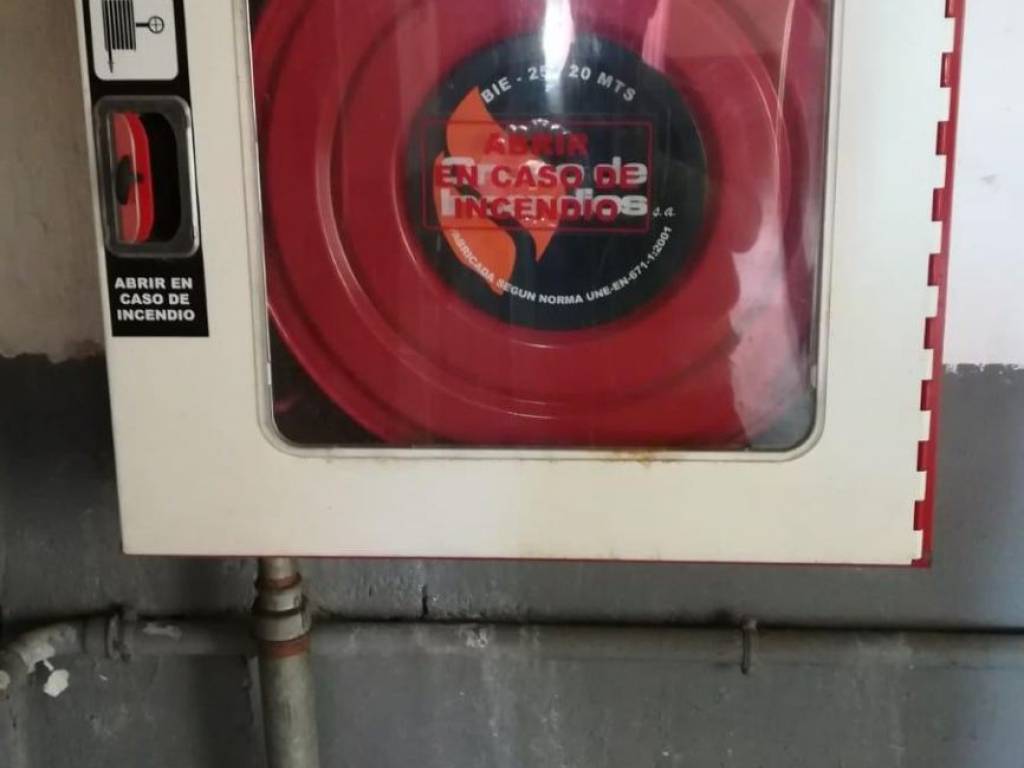 BIE - 25 / 20 MTS
ABRIR
EN CASO DE
INCENDIO
de
s.a.
FABRICADA SEGUN NORMA UNE-EN-671-1:2001
ABRIR EN
CASO DE
INCENDIO